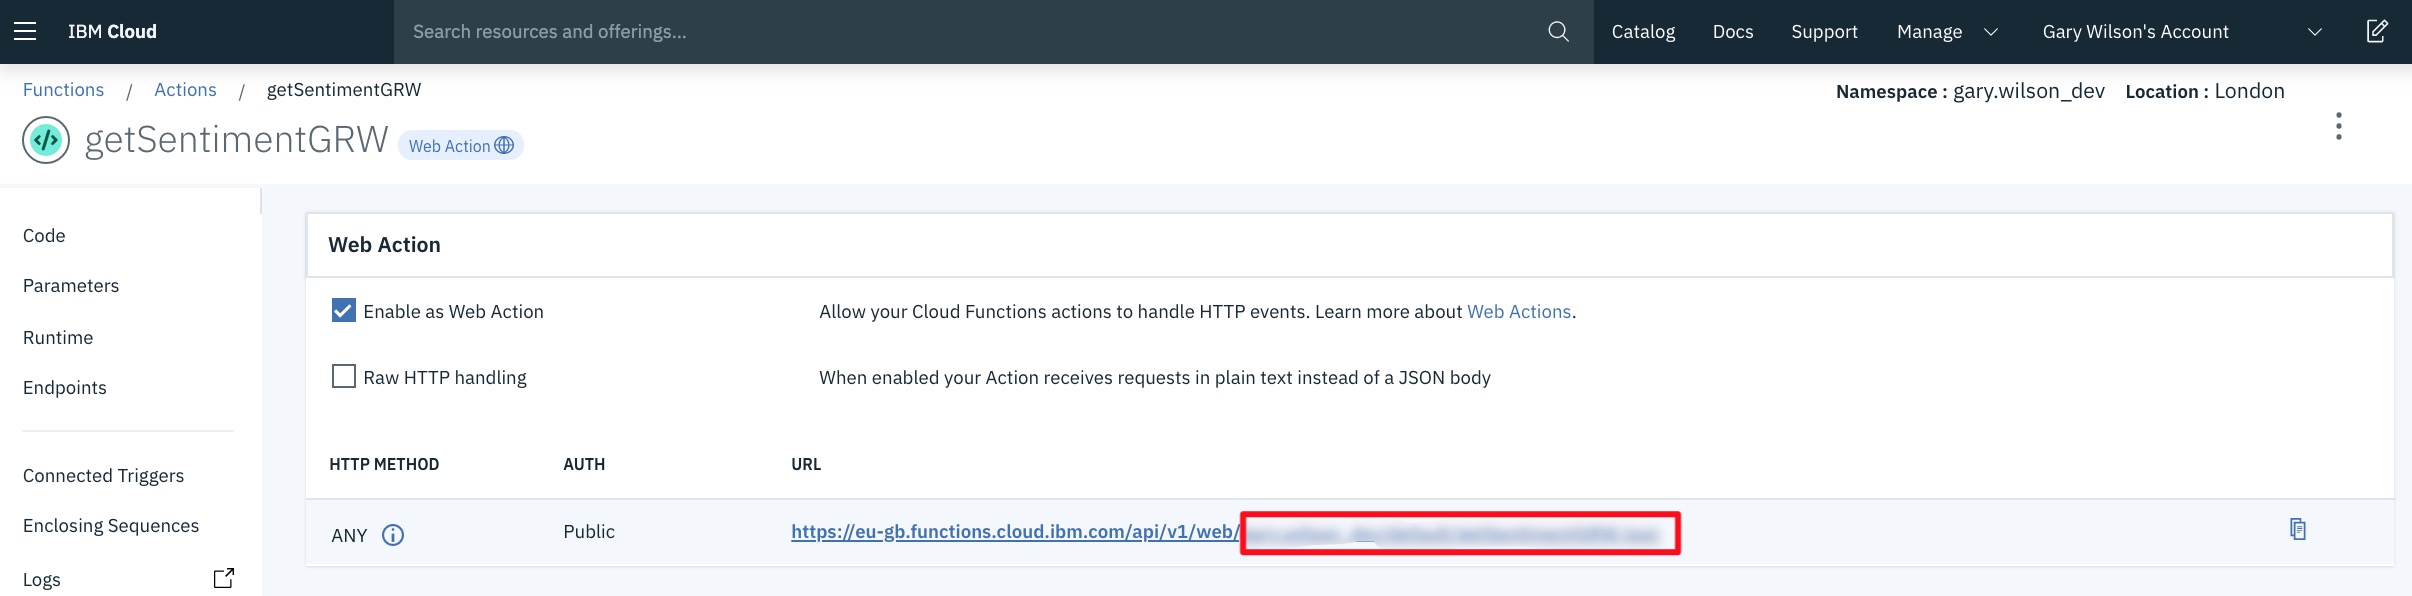 IBM Cloud
Search resources and offerings...
Catalog
Docs
Support
Manage
Gary Wilson's Account
Functions / Actions / getSentimentGRW
Namespace : gary.wilson_dev Location : London
getSentimentGRW
Web Action
Code
Parameters
Runtime
Endpoints
Connected Triggers
Enclosing Sequences
Logs
Web Action
Enable as Web Action
Allow your Cloud Functions actions to handle HTTP events. Learn more about Web Actions.
Raw HTTP handling
When enabled your Action receives requests in plain text instead of a JSON body
HTTP METHOD
AUTH
URL
ANY
Public
https://eu-gb.functions.cloud.ibm.com/api/v1/web/